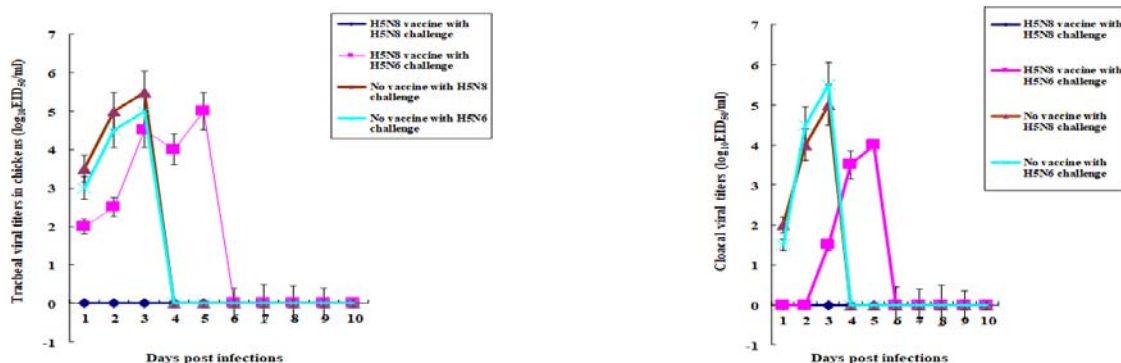 Tracheal viral titers in chickens (log10EID50/ml)
7
6
5
4
3
2
1
0
-1
1 2 3 4 5 6 7 8 9 10
Days post infections
H5N8 vaccine with
H5N8 challenge
H5N8 vaccine with
H5N6 challenge
No vaccine with H5N8
challenge
No vaccine with H5N6
challenge
Cloacal viral titers (log10EID50/ml)
7
6
5
4
3
2
1
0
-1
1 2 3 4 5 6 7 8 9 10
Days post infections
H5N8 vaccine with
H5N8 challenge
H5N8 vaccine with
H5N6 challenge
No vaccine with
H5N8 challenge
No vaccine with
H5N6 challenge